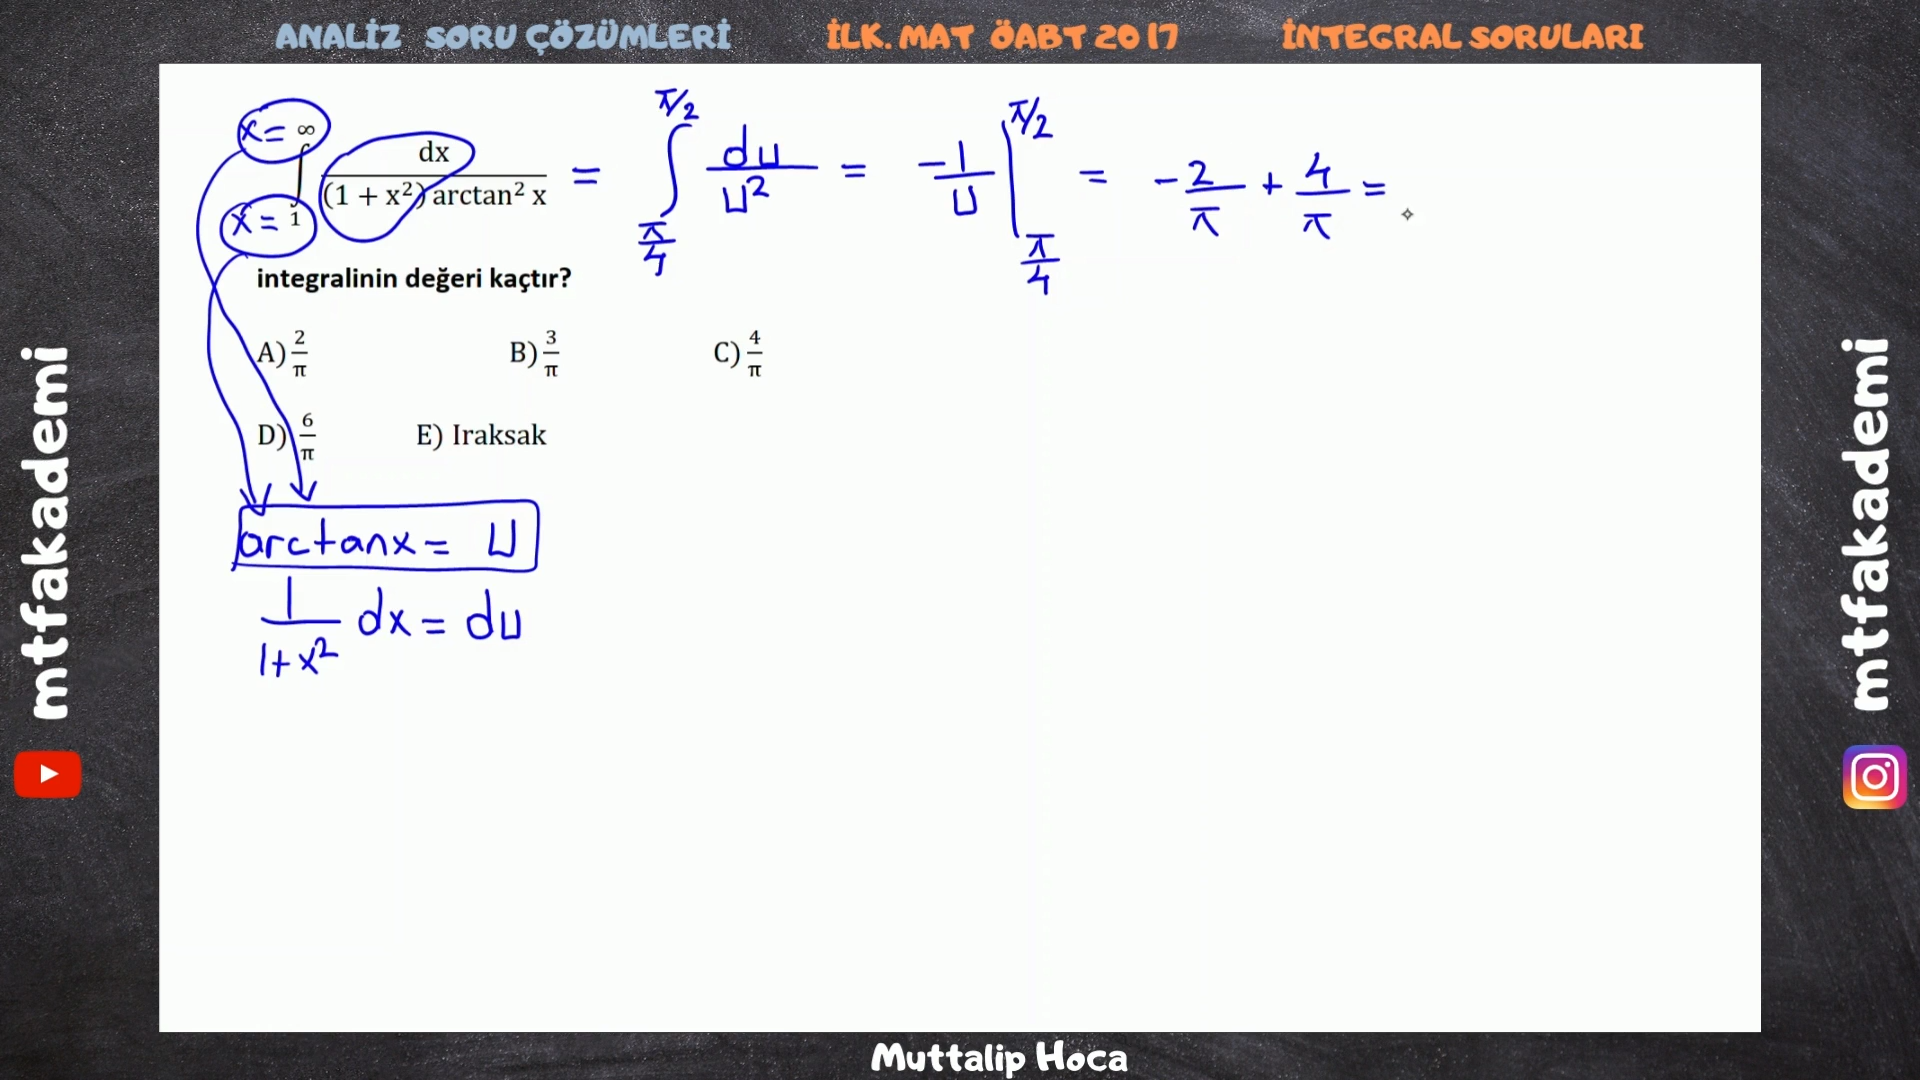 ANALİZ SORU ÇÖZÜMLERİ İLK. MAT ÖABT 2017 İNTEGRAL SORULARI
x = ∞ ∫ x = 1 dx / (1 + x²) arctan² x = ∫ π/2 π/4 du / u² = -1/u | π/2 π/4 = -2/π + 4/π =
integralinin değeri kaçtır?
A) 2/π B) 3/π C) 4/π
D) 6/π E) Iraksak
arctanx = u
1/1+x² dx = du
mtfakademi
mtfakademi
Muttalip Hoca